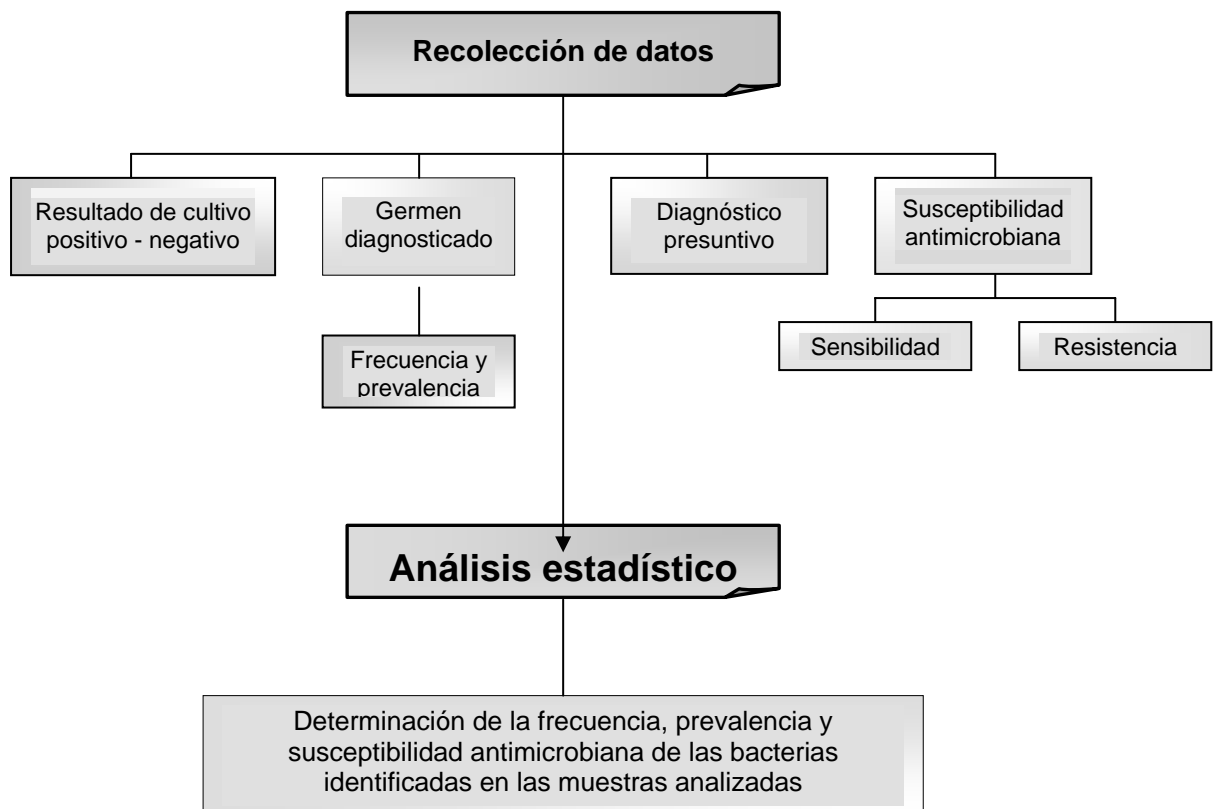 Recolección de datos
Resultado de cultivo
positivo - negativo
Germen
diagnosticado
Diagnóstico
presuntivo
Susceptibilidad
antimicrobiana
Frecuencia y
prevalencia
Sensibilidad
Resistencia
Análisis estadístico
Determinación de la frecuencia, prevalencia y
susceptibilidad antimicrobiana de las bacterias
identificadas en las muestras analizadas